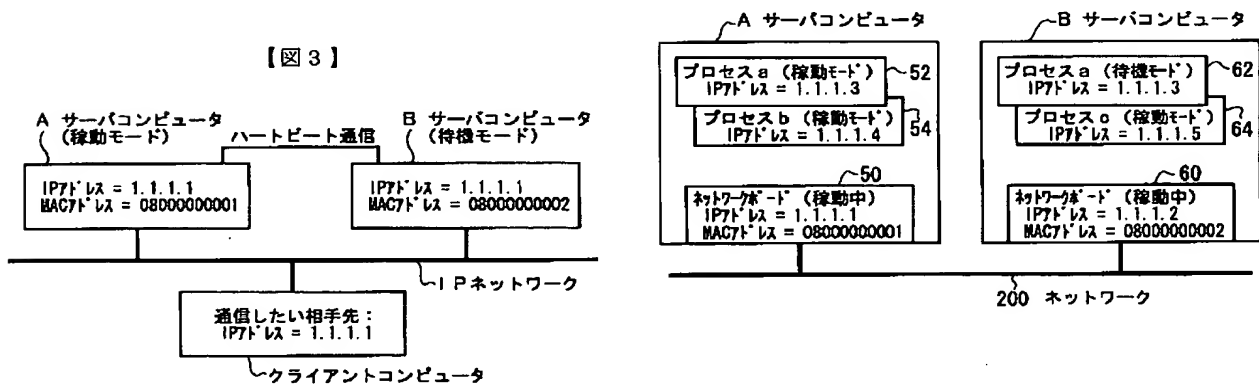 【図3】
A サーバコンピュータ
(稼動モード)
ハートビート通信
B サーバコンピュータ
(待機モード)
IPアドレス = 1.1.1.1
MACアドレス = 08000000001
IPアドレス = 1.1.1.1
MACアドレス = 08000000002
IPネットワーク
通信したい相手先:
IPアドレス = 1.1.1.1
クライアントコンピュータ
A サーバコンピュータ
プロセスa (稼動モード)
IPアドレス = 1.1.1.3
52
プロセスb (稼動モード)
IPアドレス = 1.1.1.4
54
50
ネットワークボード (稼動中)
IPアドレス = 1.1.1.1
MACアドレス = 08000000001
B サーバコンピュータ
プロセスa (待機モード)
IPアドレス = 1.1.1.3
62
プロセスc (稼動モード)
IPアドレス = 1.1.1.5
64
60
ネットワークボード (稼動中)
IPアドレス = 1.1.1.2
MACアドレス = 08000000002
200 ネットワーク